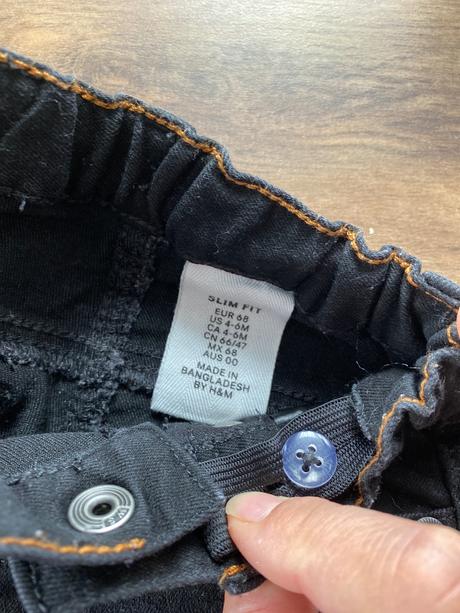 SLIM FIT
EUR 68
US 4-6M
CA 4-6M
CN 66/47
MX 68
AUS 00
MADE IN
BANGLADESH
BY H&M